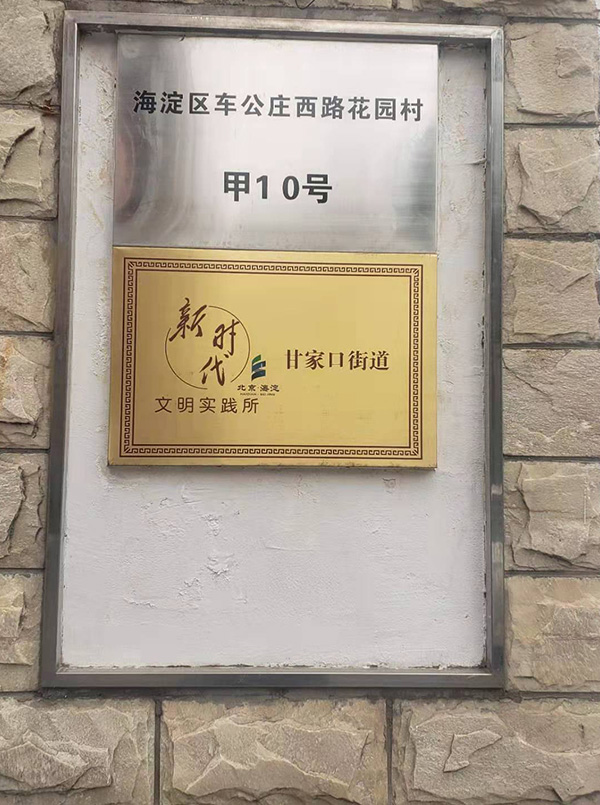 海淀区车公庄西路花园村
甲10号
新时代
北京·海淀
文明实践所
甘家口街道